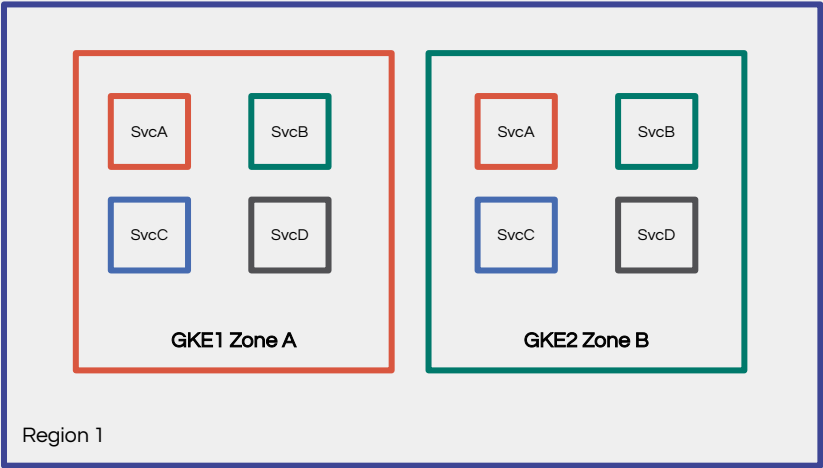 SvcA
SvcB
SvcC
SvcD
GKE1 Zone A
SvcA
SvcB
SvcC
SvcD
GKE2 Zone B
Region 1